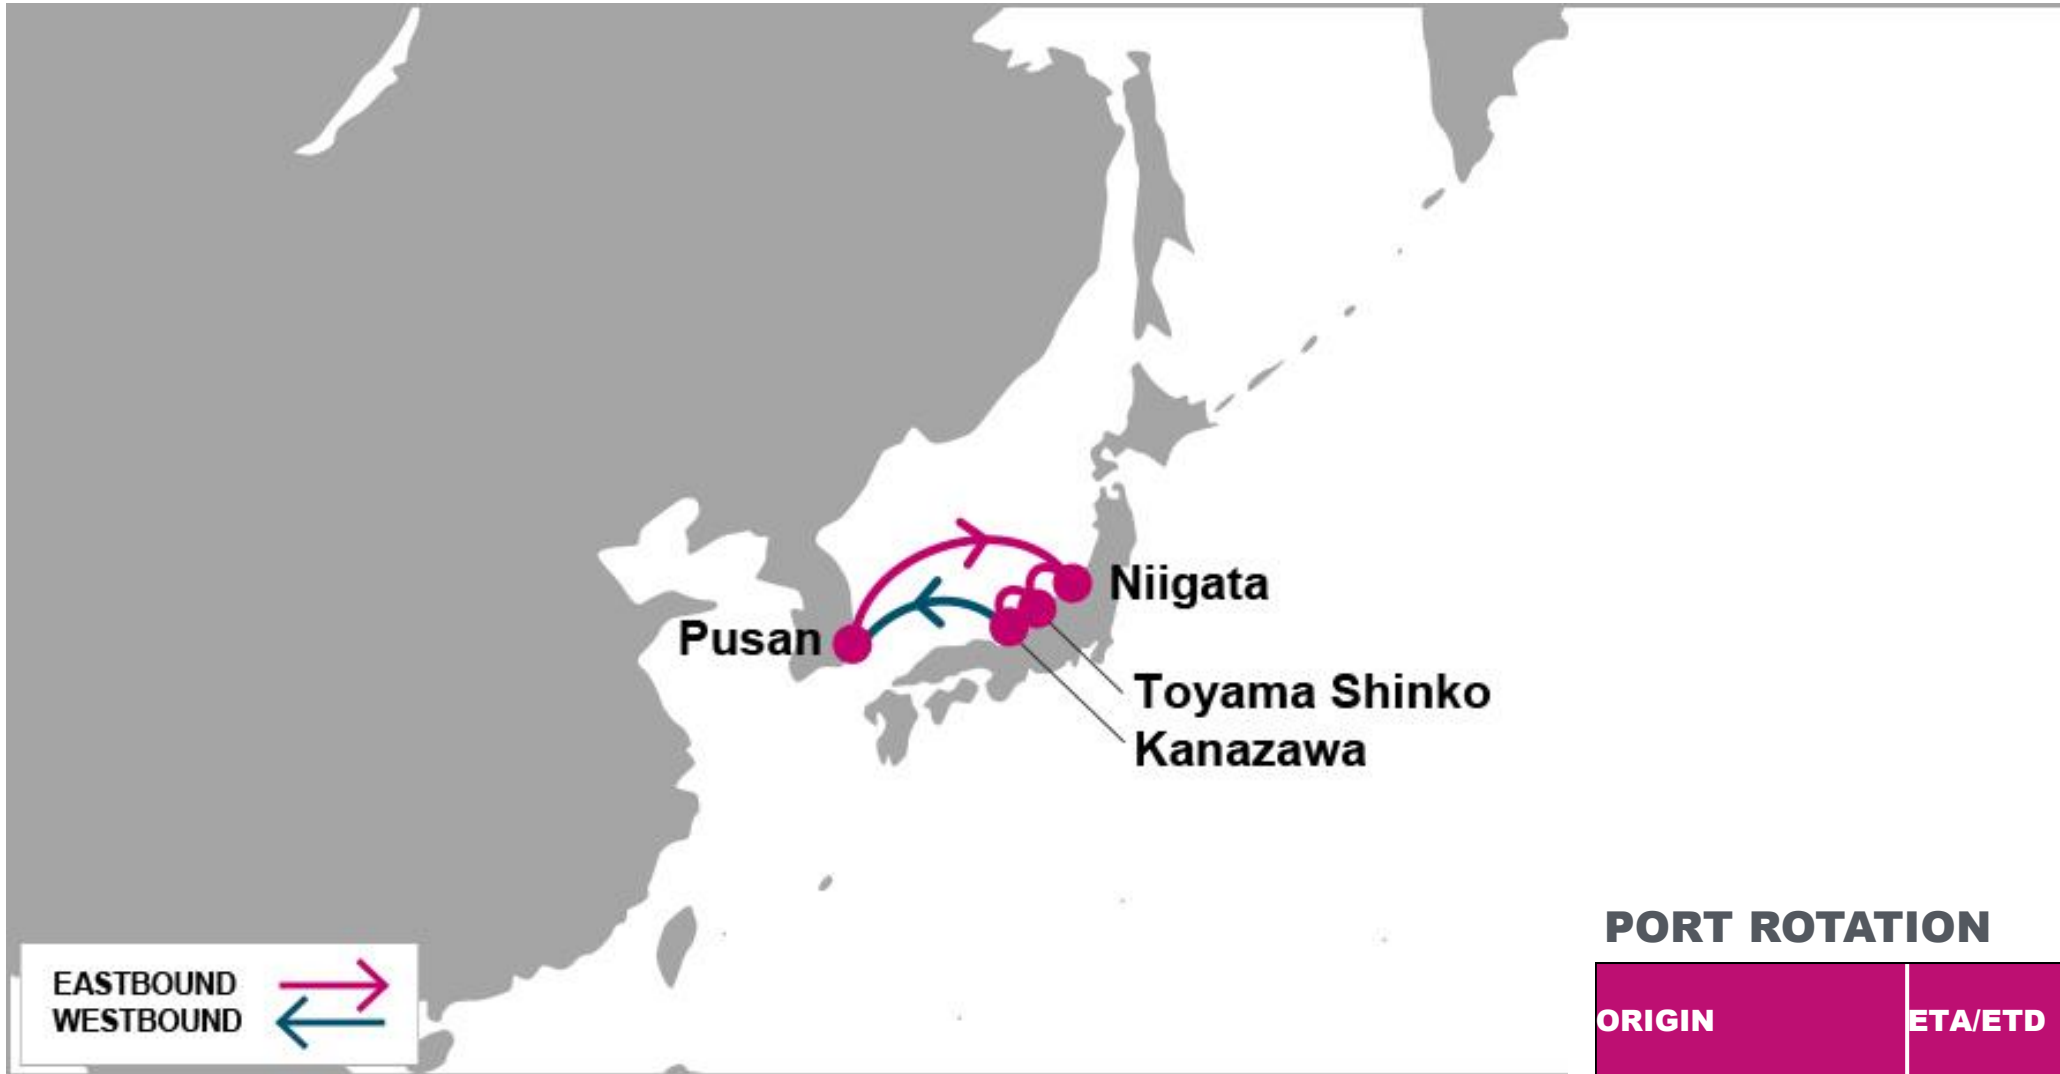 Niigata
Pusan
Toyama Shinko
Kanazawa
PORT ROTATION
EASTBOUND
WESTBOUND
ORIGIN
ETA/ETD